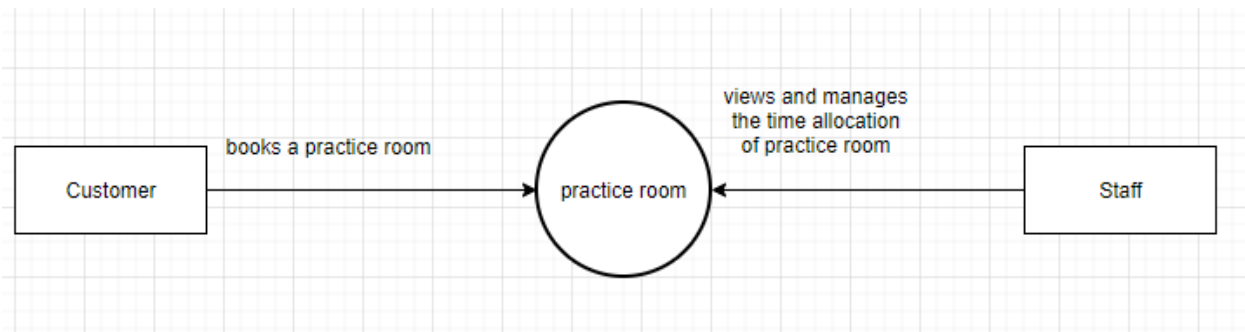 views and manages
the time allocation
of practice room
books a practice room
Customer
practice room
Staff